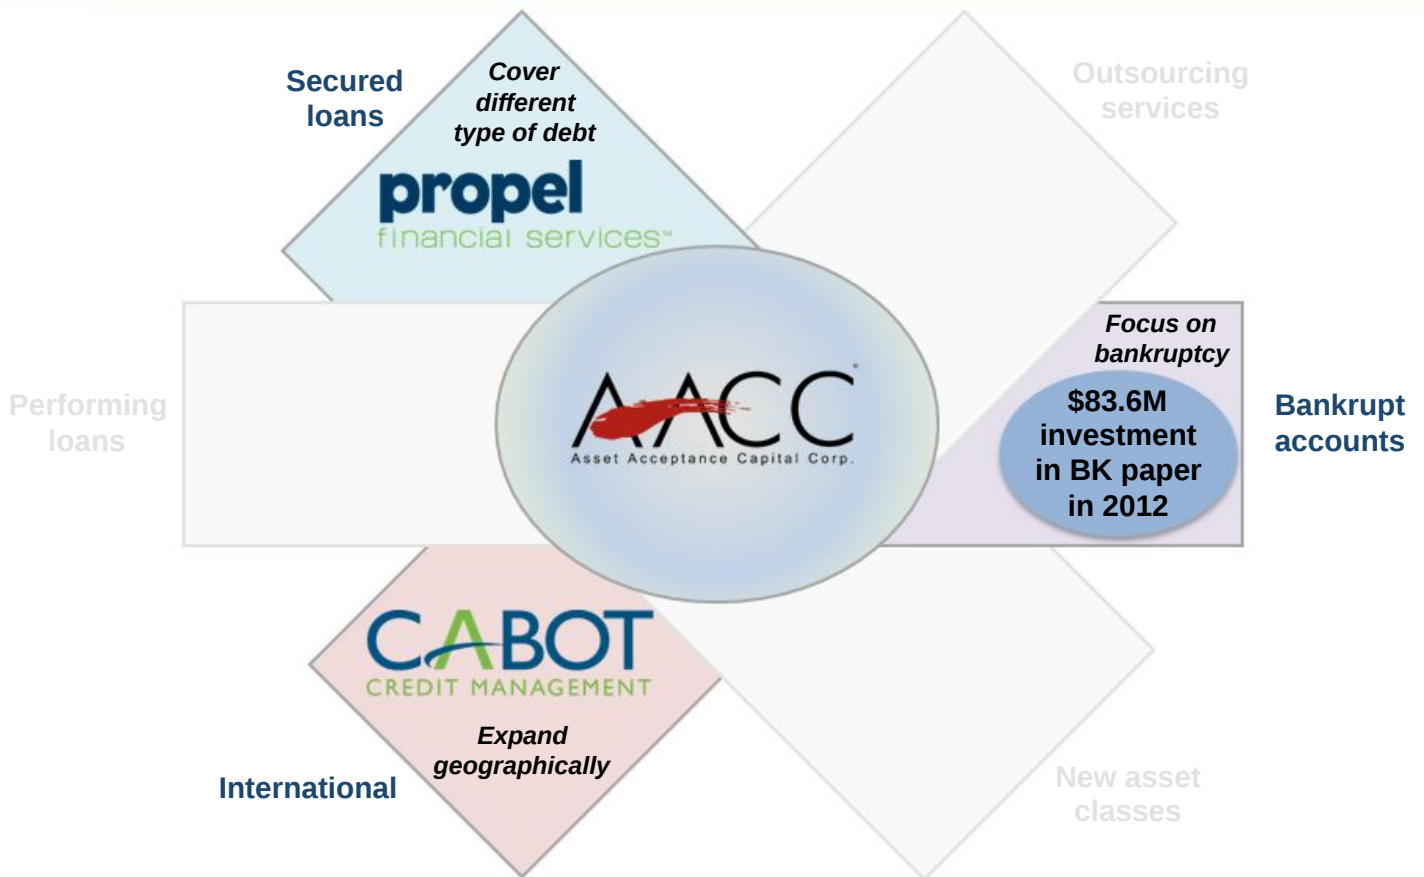 Secured
loans
Cover
different
type of debt
propel
financial services™
Outsourcing
services
Performing
loans
AACC
Asset Acceptance Capital Corp.
Focus on
bankruptcy
$83.6M
investment
in BK paper
in 2012
Bankrupt
accounts
CABOT
CREDIT MANAGEMENT
Expand
geographically
International
New asset
classes